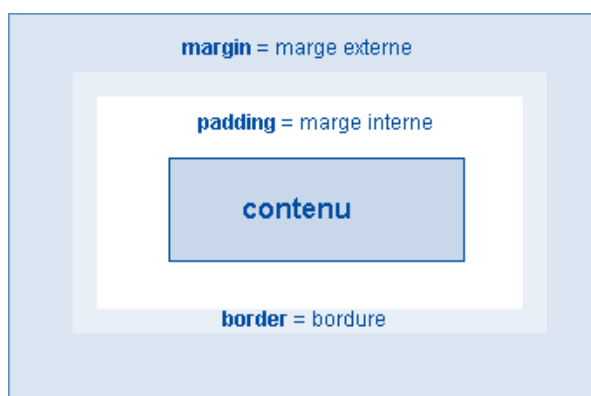 margin = marge externe
padding = marge interne
contenu
border = bordure